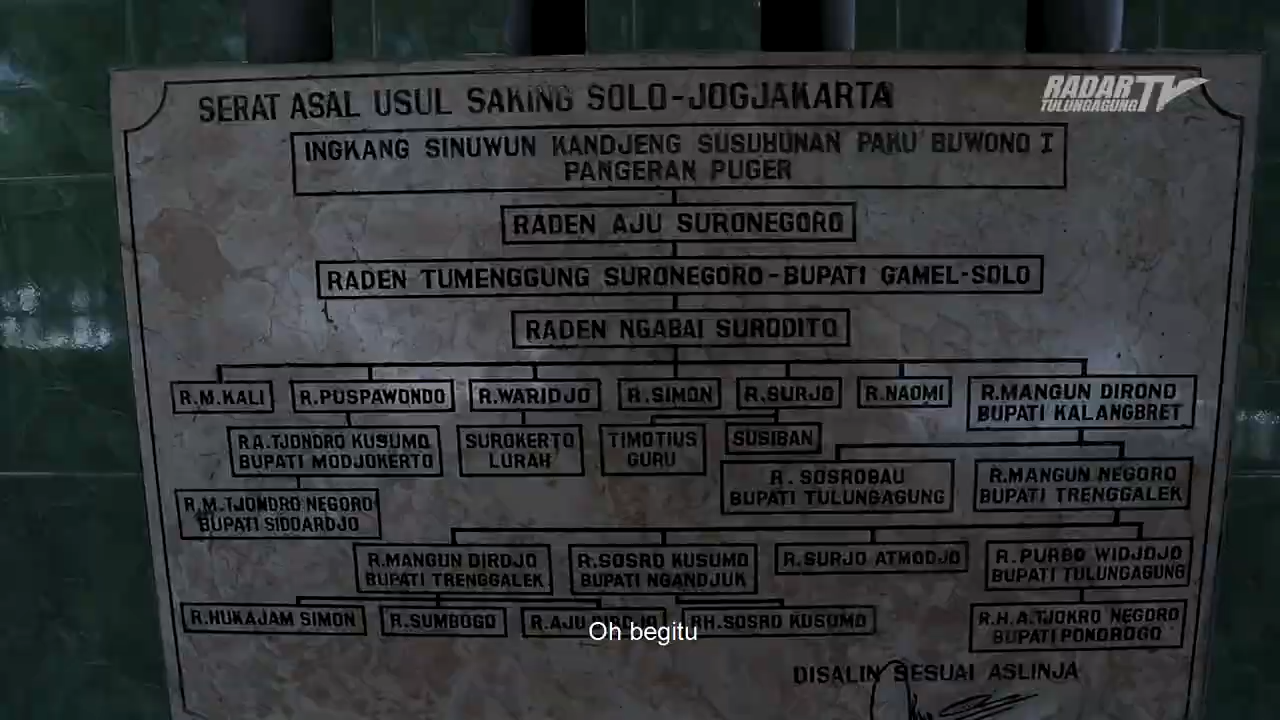 SERAT ASAL USUL SAKING SOLO-JOGJAKARTA
RADAR TV
TULUNGAGUNG
INGKANG SINUWUN KANDJENG SUSUHUNAN PAKU BUWONO I
PANGERAN PUGER
RADEN AJU SURONEGORO
RADEN TUMENGGUNG SURONEGORO-BUPATI GAMEL-SOLO
RADEN NGABAI SURODITO
R.M.KALI
R.PUSPAWONDO
R.WARIDJO
R.SIMON
R.SURJO
R.NAOMI
R.MANGUN DIRONO
BUPATI KALANGBRET
R.A.TJONDRO KUSUMO
BUPATI MODJOKERTO
SUROKERTO
LURAH
TIMOTIUS
GURU
SUSIBAN
R. SOSROBAU
BUPATI TULUNGAGUNG
R.MANGUN NEGORO
BUPATI TRENGGALEK
R.M.TJONDRO NEGORO
BUPATI SIDOARDJO
R.MANGUN DIRDJO
BUPATI TRENGGALEK
R.SOSRO KUSUMO
BUPATI NGANDJUK
R.SURJO ATMODJO
R.PURBO WIDJOJO
BUPATI TULUNGAGUNG
R.HUKAJAM SIMON
R.SUMBOGO
R.AJU
RH.SOSRO KUSUMO
R.H.A.TJOKRO NEGORO
BUPATI PONOROGO
Oh begitu
DISALIN SESUAI ASLINJA